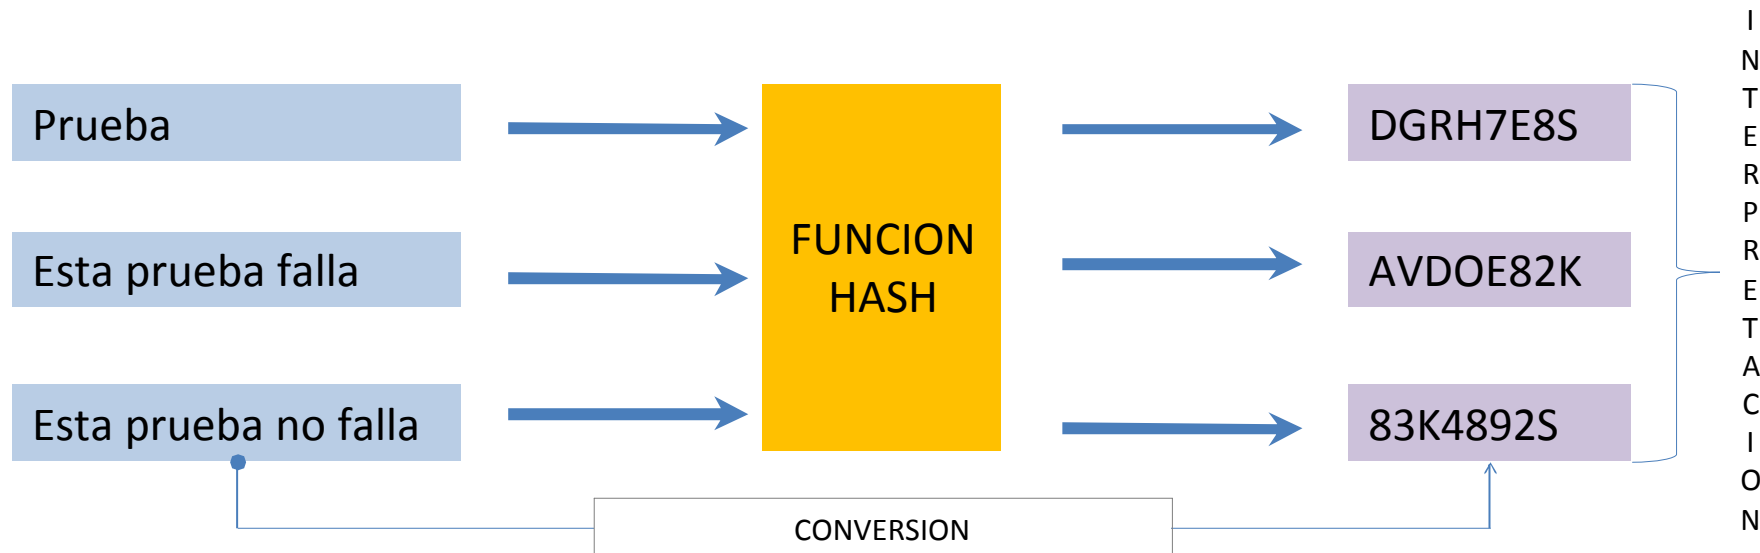 Prueba
Esta prueba falla
Esta prueba no falla
FUNCION
HASH
DGRH7E8S
AVDOE82K
83K4892S
CONVERSION
I
N
T
E
R
P
R
E
T
A
C
I
O
N